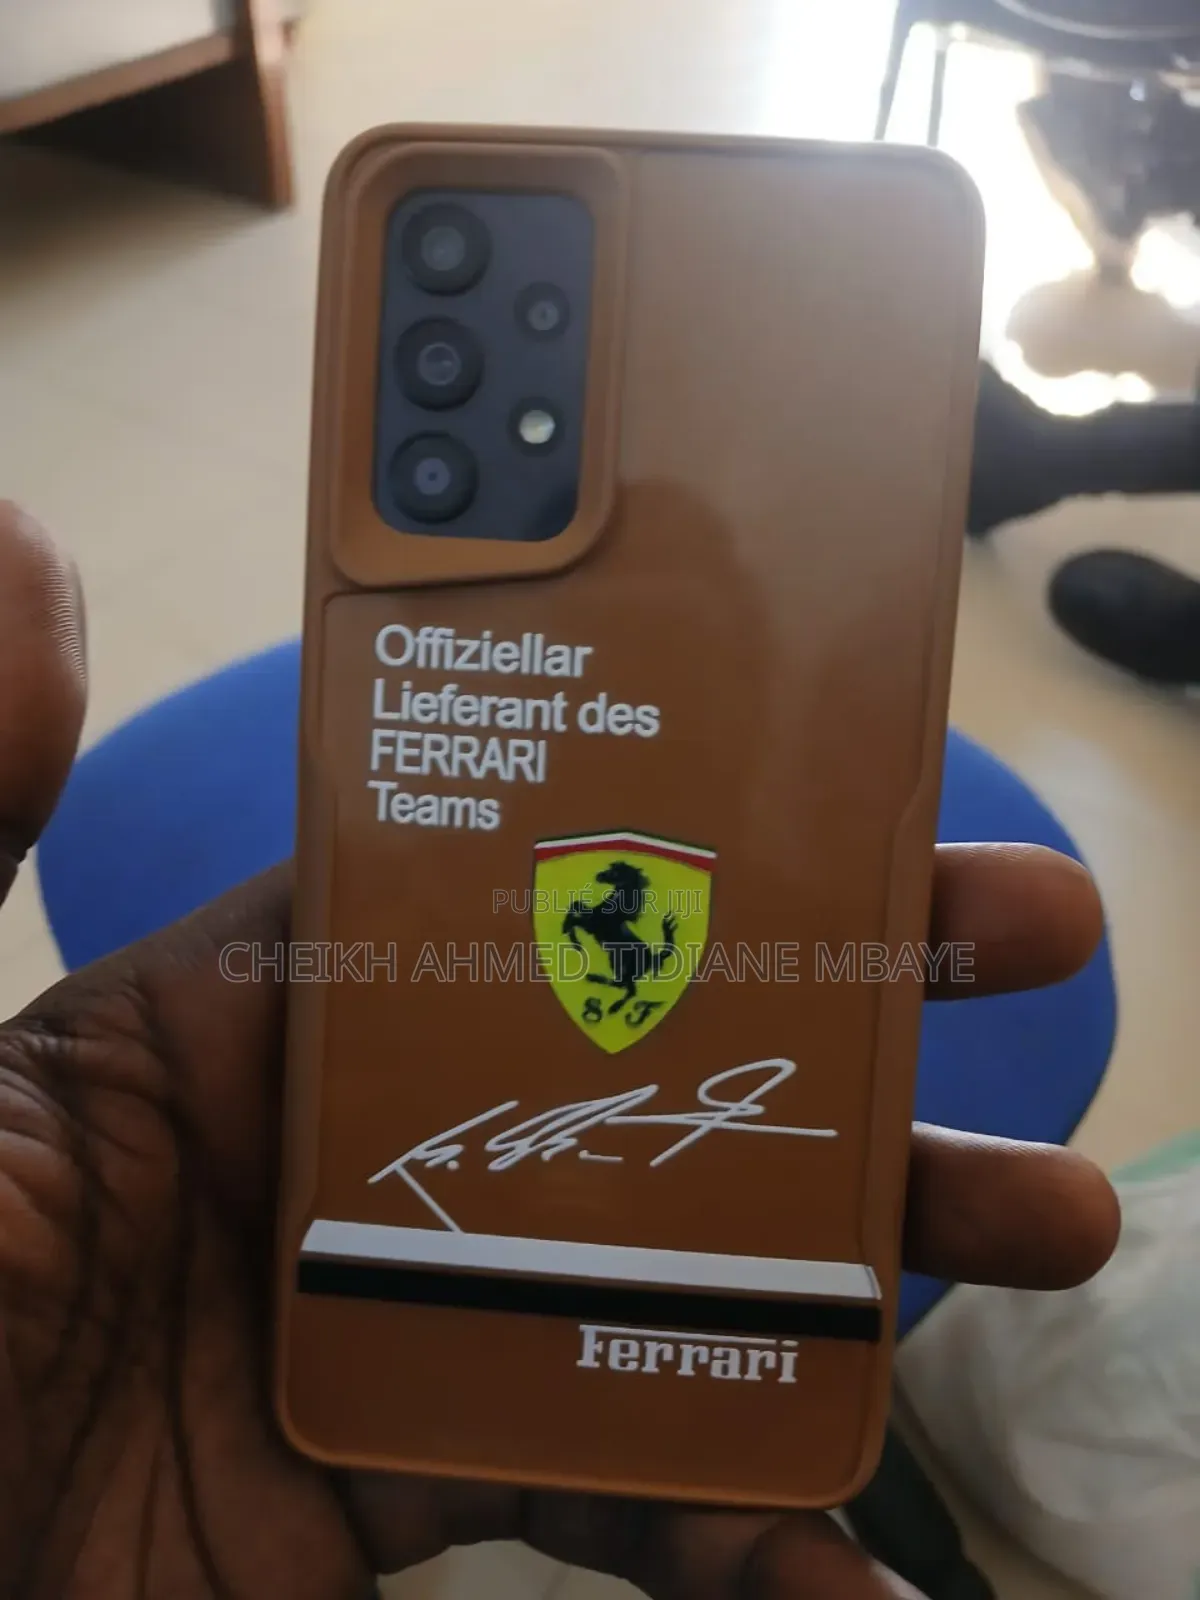 Offiziellar
Lieferant des
FERRARI
Teams
PUBLIÉ SUR JIJI
CHEIKH AHMED TIDIANE MBAYE
S F
Ferrari